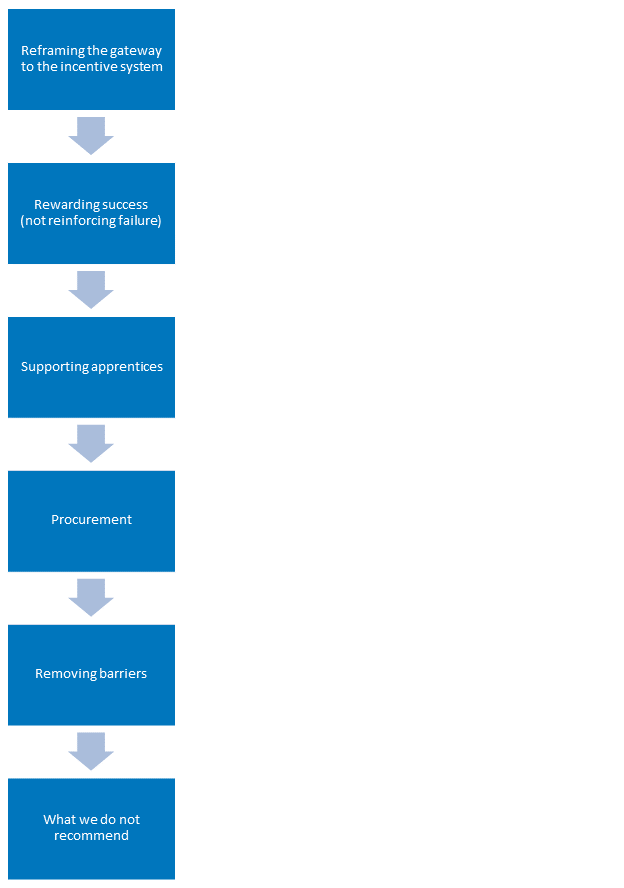 Reframing the gateway
to the incentive system
Rewarding success
(not reinforcing failure)
Supporting apprentices
Procurement
Removing barriers
What we do not
recommend